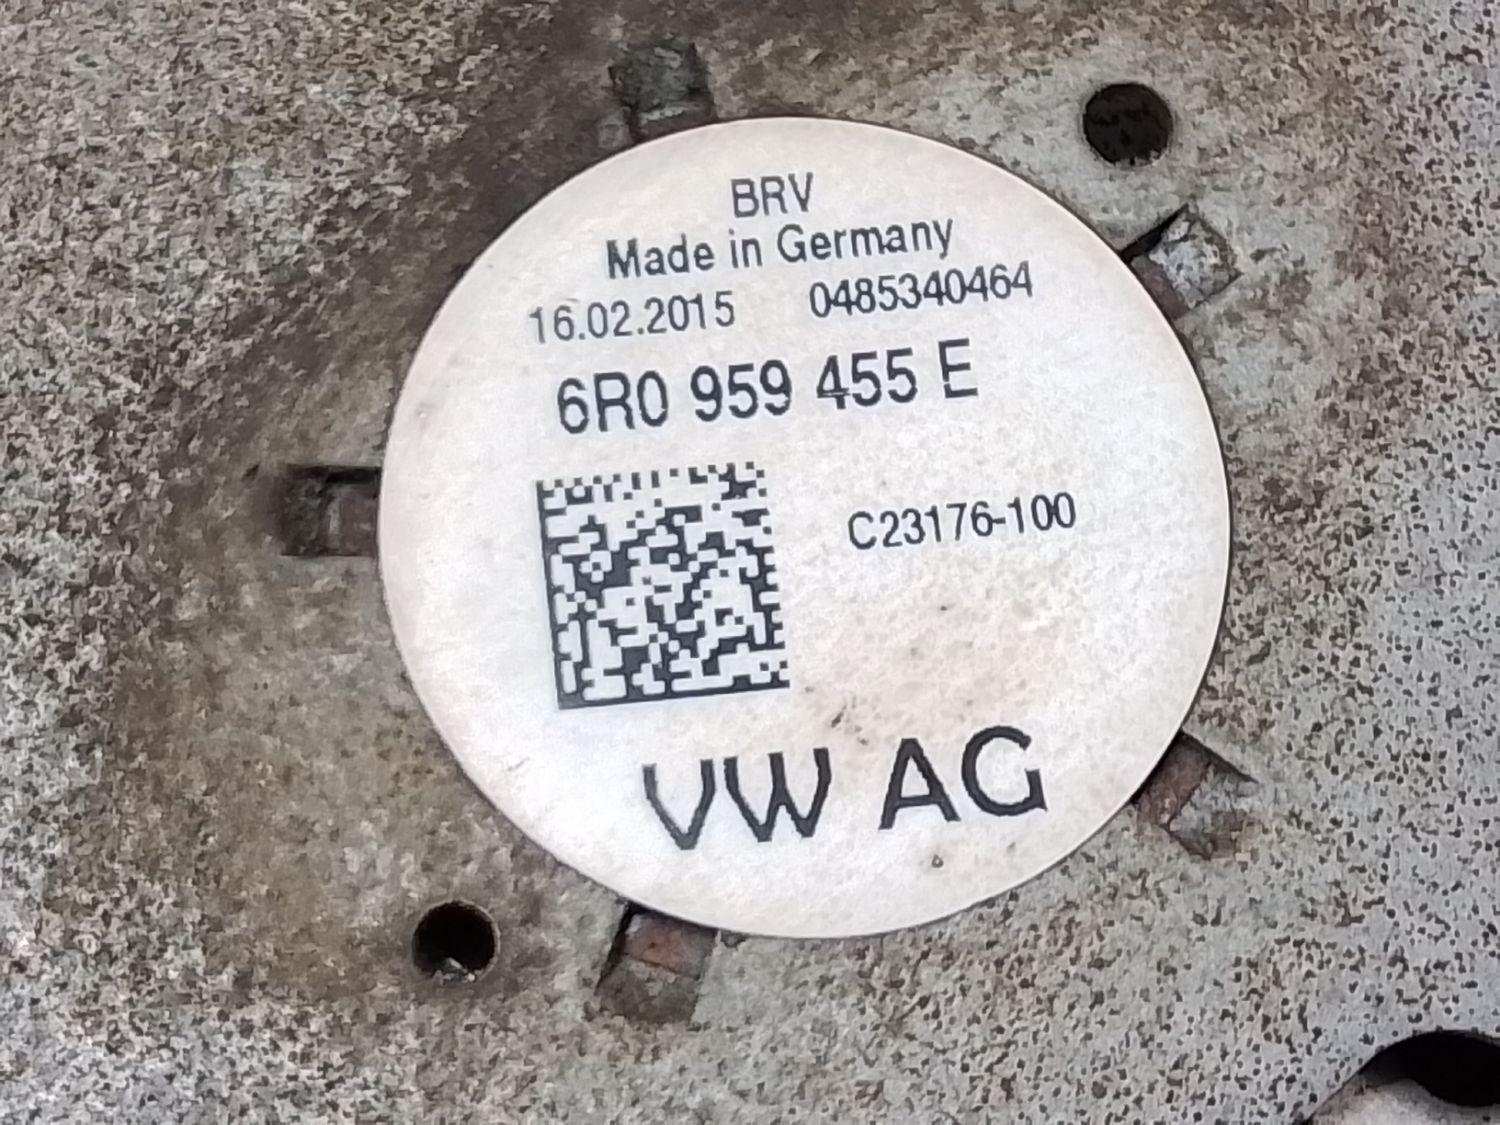 BRV
Made in Germany
16.02.2015 0485340464
6R0 959 455 E
C23176-100
VW AG